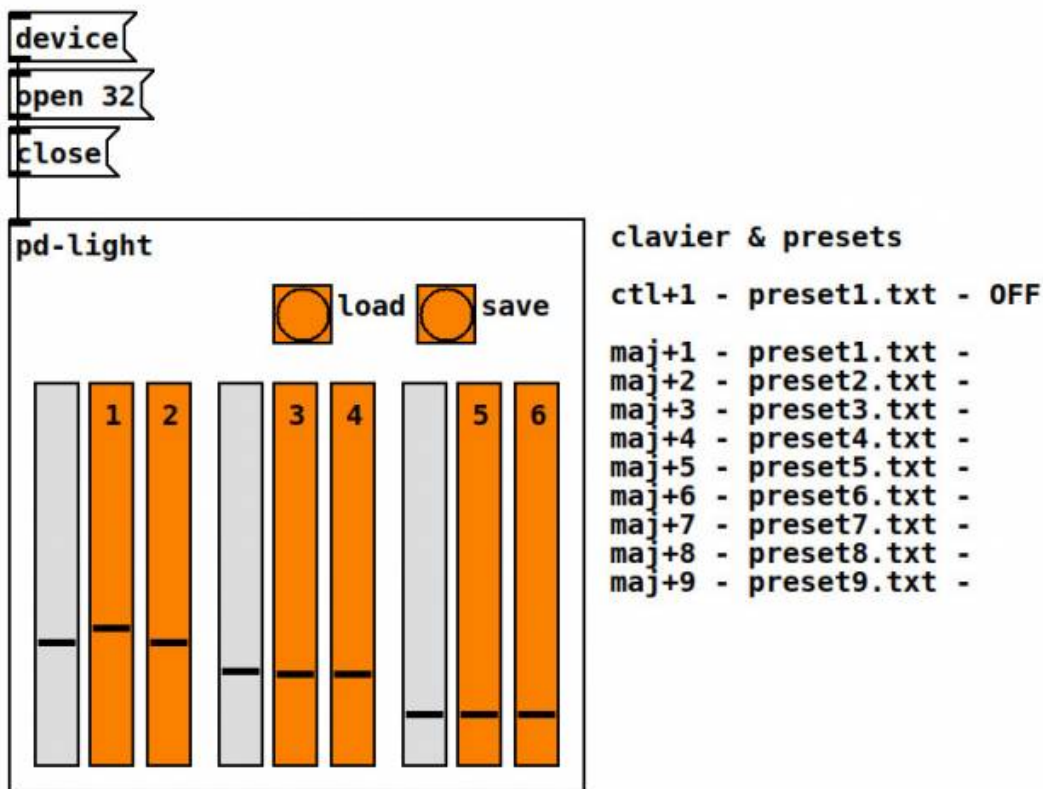 device
open 32
close
pd-light
load save
1 2 3 4 5 6
clavier & presets
ctl+1 - preset1.txt - OFF
maj+1 - preset1.txt -
maj+2 - preset2.txt -
maj+3 - preset3.txt -
maj+4 - preset4.txt -
maj+5 - preset5.txt -
maj+6 - preset6.txt -
maj+7 - preset7.txt -
maj+8 - preset8.txt -
maj+9 - preset9.txt -